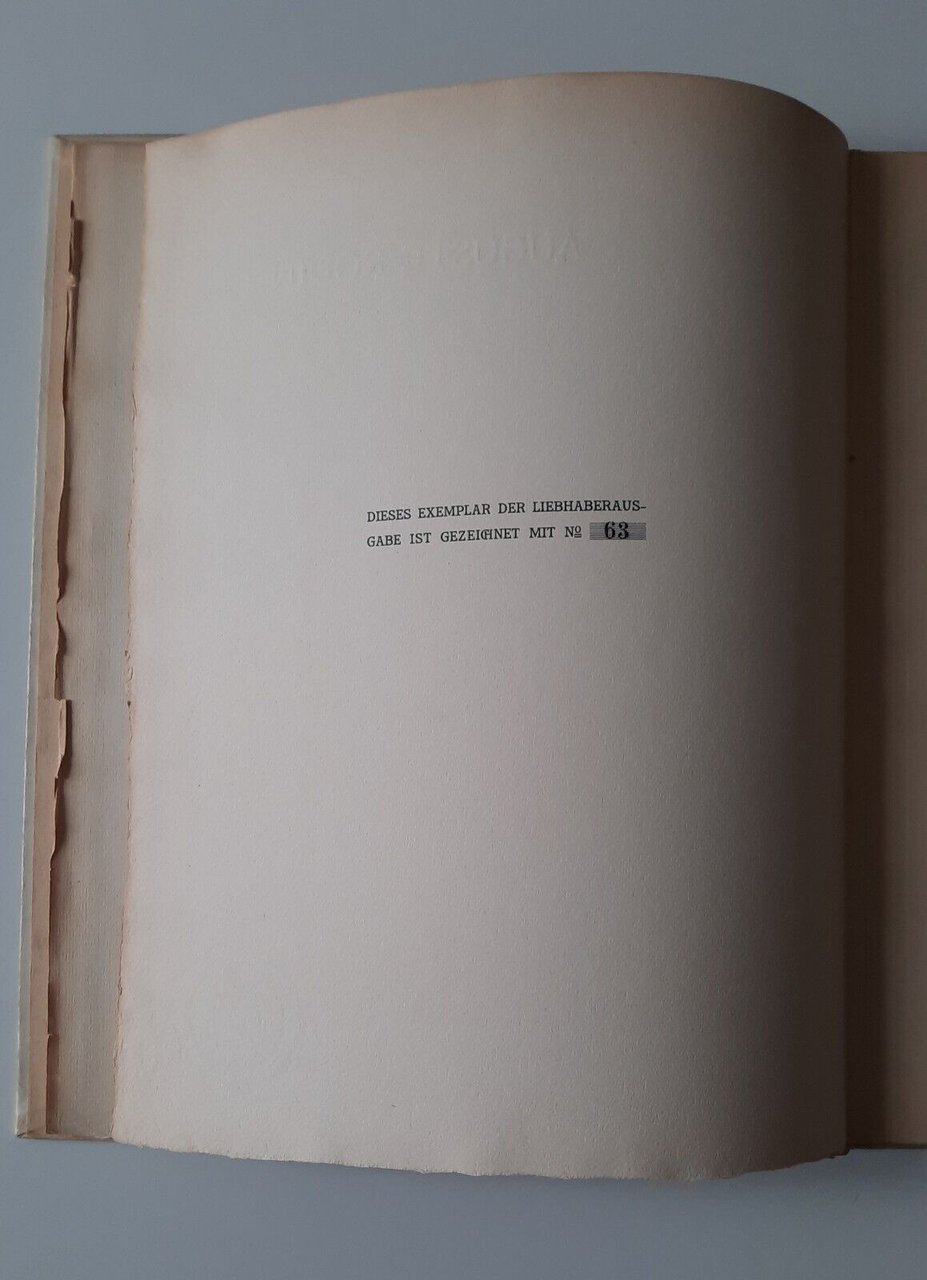 DIESES EXEMPLAR DER LIEBHABERAUS-
GABE IST GEZEICHNET MIT Nº 63